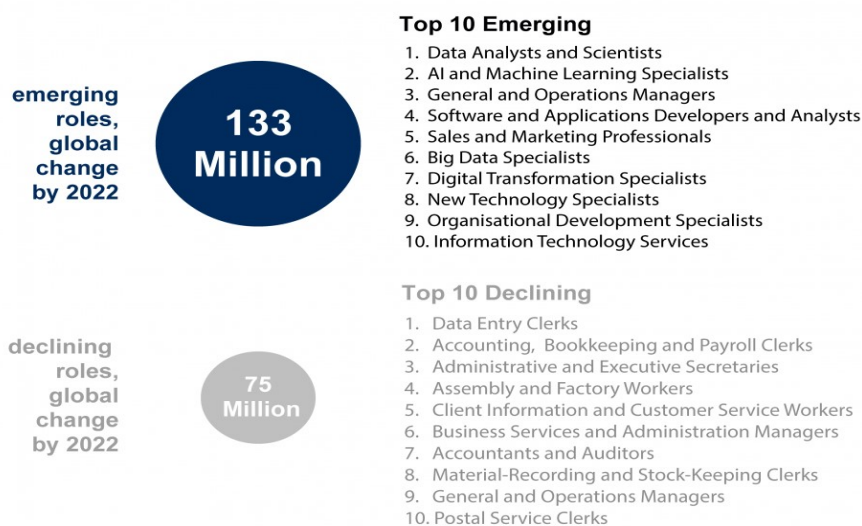 Top 10 Emerging
emerging
roles,
global
change
by 2022
133
Million
1. Data Analysts and Scientists
2. AI and Machine Learning Specialists
3. General and Operations Managers
4. Software and Applications Developers and Analysts
5. Sales and Marketing Professionals
6. Big Data Specialists
7. Digital Transformation Specialists
8. New Technology Specialists
9. Organisational Development Specialists
10. Information Technology Services
Top 10 Declining
declining
roles,
global
change
by 2022
75
Million
1. Data Entry Clerks
2. Accounting, Bookkeeping and Payroll Clerks
3. Administrative and Executive Secretaries
4. Assembly and Factory Workers
5. Client Information and Customer Service Workers
6. Business Services and Administration Managers
7. Accountants and Auditors
8. Material-Recording and Stock-Keeping Clerks
9. General and Operations Managers
10. Postal Service Clerks